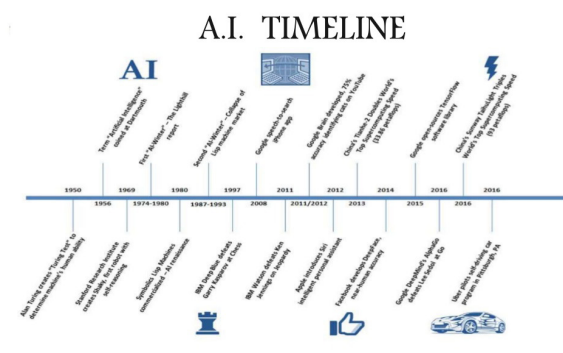 A.I. TIMELINE
AI
Term "Artificial Intelligence"
coined at Dartmouth
First "AI-Winter" – The Lighthill
report
Second "AI-Winter" – Collapse of
Lisp machine market
Google speech-to-search
iPhone app
Google Brain developed, 75%
accuracy identifying cats on YouTube
China's Tianhe-2 Doubles World's
Top Supercomputing Speed
(33.86 petaflops)
Google open-sources TensorFlow
software library
China's Sunway TaihuLight Triples
World's Top Supercomputing Speed
(93 petaflops)
1950
1969
1980
1997
2011
2012
2014
2016
2016
1956
1974-1980
1987-1993
2008
2011/2012
2013
2015
2016
Alan Turing creates "Turing Test" to
determine machine's human ability
Stanford Research Institute
creates Shaky, first robot with
self-reasoning
Symbolics Lisp Machines
commercialized – AI renaissance
IBM Deep Blue defeats
Garry Kasparov at Chess
IBM Watson defeats Ken
Jennings on Jeopardy
Apple introduces Siri
intelligent personal assistant
Facebook develops DeepFace,
near-human accuracy
Google DeepMind's AlphaGo
defeats Lee Sedol at Go
Uber pilots self-driving car
program in Pittsburgh, PA